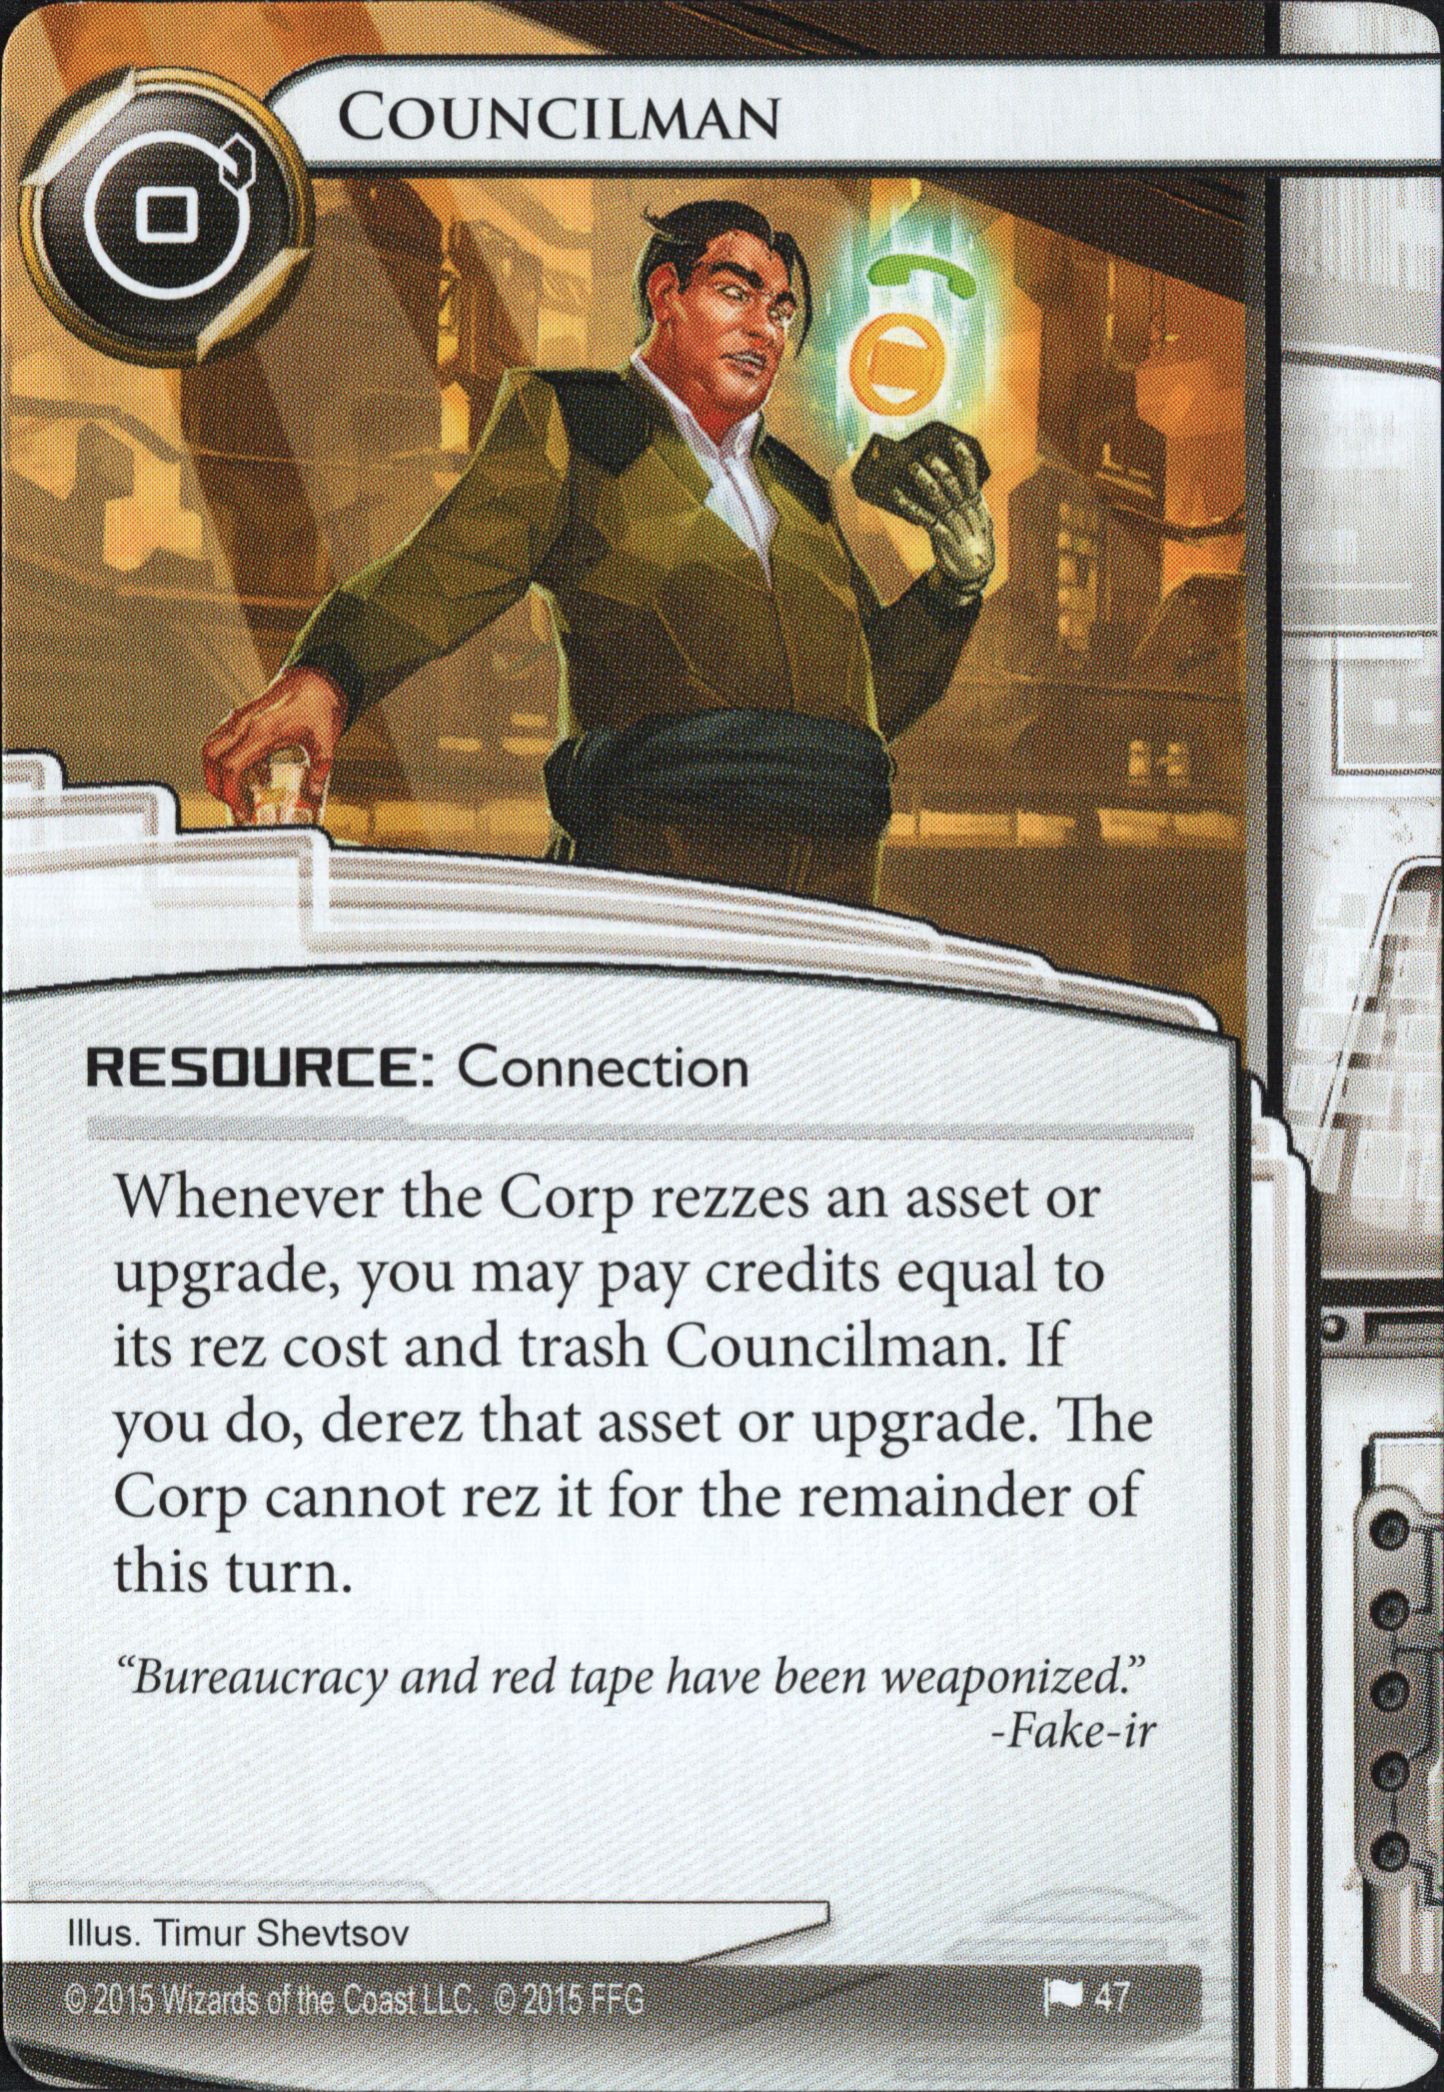 COUNCILMAN
0
RESOURCE: Connection
Whenever the Corp rezzes an asset or
upgrade, you may pay credits equal to
its rez cost and trash Councilman. If
you do, derez that asset or upgrade. The
Corp cannot rez it for the remainder of
this turn.
“Bureaucracy and red tape have been weaponized.”
-Fake-ir
Illus. Timur Shevtsov
© 2015 Wizards of the Coast LLC. © 2015 FFG
47